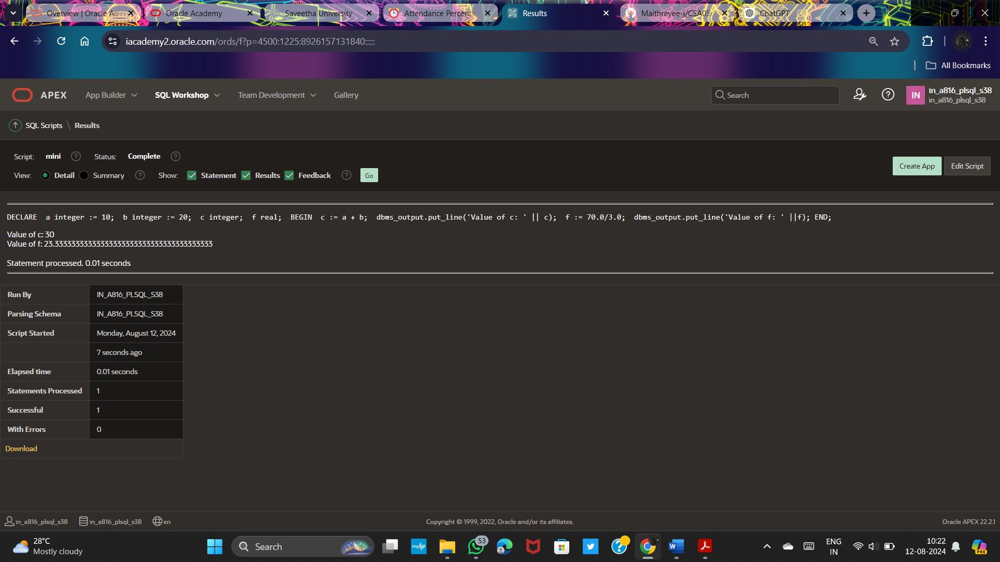 Overview | Oracle Ac
Oracle Academy
Saveetha University
Attendance Percenta
Results
Maithreyee-j/CSA05
ChatGPT
iacademy2.oracle.com/ords/f?p=4500:1225:8926157131840:::::
All Bookmarks
APEX
App Builder
SQL Workshop
Team Development
Gallery
Search
IN
in_a816_plsql_s38
in_a816_plsql_s38
SQL Scripts \ Results
Script: mini ? Status: Complete ?
View: Detail Summary ? Show: Statement Results Feedback ? Go
Create App
Edit Script
DECLARE a integer := 10; b integer := 20; c integer; f real; BEGIN c := a + b; dbms_output.put_line('Value of c: ' || c); f := 70.0/3.0; dbms_output.put_line('Value of f: ' ||f); END;
Value of c: 30
Value of f: 23.33333333333333333333333333333333333333
Statement processed. 0.01 seconds
Run By IN_A816_PLSQL_S38
Parsing Schema IN_A816_PLSQL_S38
Script Started Monday, August 12, 2024
7 seconds ago
Elapsed time 0.01 seconds
Statements Processed 1
Successful 1
With Errors 0
Download
in_a816_plsql_s38
in_a816_plsql_s38
en
Copyright © 1999, 2022, Oracle and/or its affiliates.
Oracle APEX 22.2.1
28°C
Mostly cloudy
Search
myhp
53
W
ENG
IN
10:22
12-08-2024
PRE